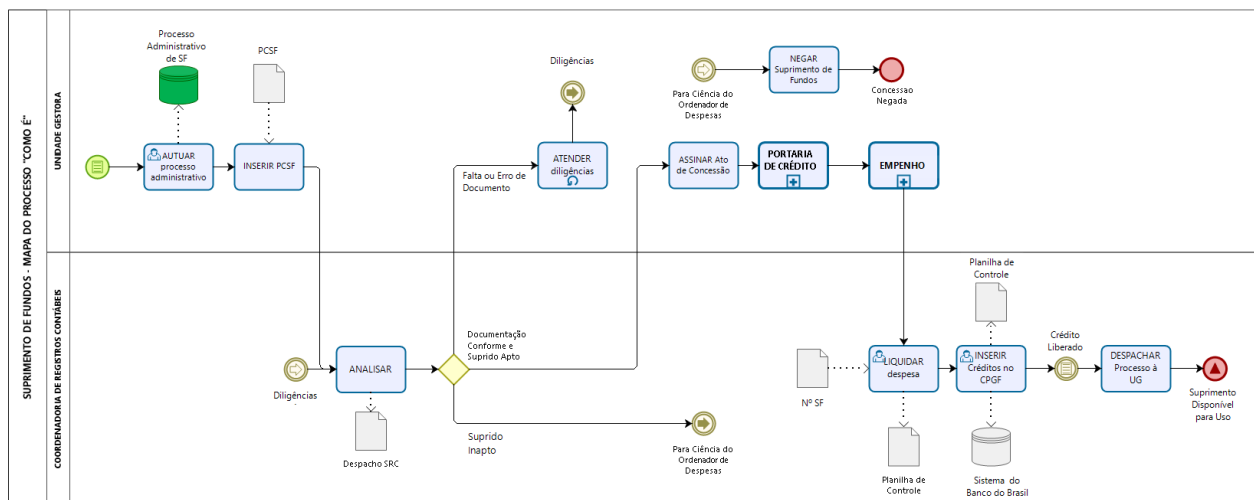 SUPRIMENTO DE FUNDOS - MAPA DO PROCESSO "COMO É"
UNIDADE GESTORA
Processo
Administrativo
de SF
PCSF
AUTUAR
processo
administrativo
INSERIR PCSF
Diligências
Falta ou Erro de
Documento
ATENDER
diligências
Para Ciência do
Ordenador de
Despesas
NEGAR
Suprimento de
Fundos
Concessao
Negada
ASSINAR Ato
de Concessão
PORTARIA
DE CRÉDITO
EMPENHO
COORDENADORIA DE REGISTROS CONTÁBEIS
Diligências
ANALISAR
Despacho SRC
Documentação
Conforme e
Suprido Apto
Suprido
Inapto
Para Ciência do
Ordenador de
Despesas
Nº SF
LIQUIDAR
despesa
Planilha de
Controle
Planilha de
Controle
INSERIR
Créditos no
CPGF
Sistema do
Banco do Brasil
Crédito
Liberado
DESPACHAR
Processo à
UG
Suprimento
Disponível
para Uso